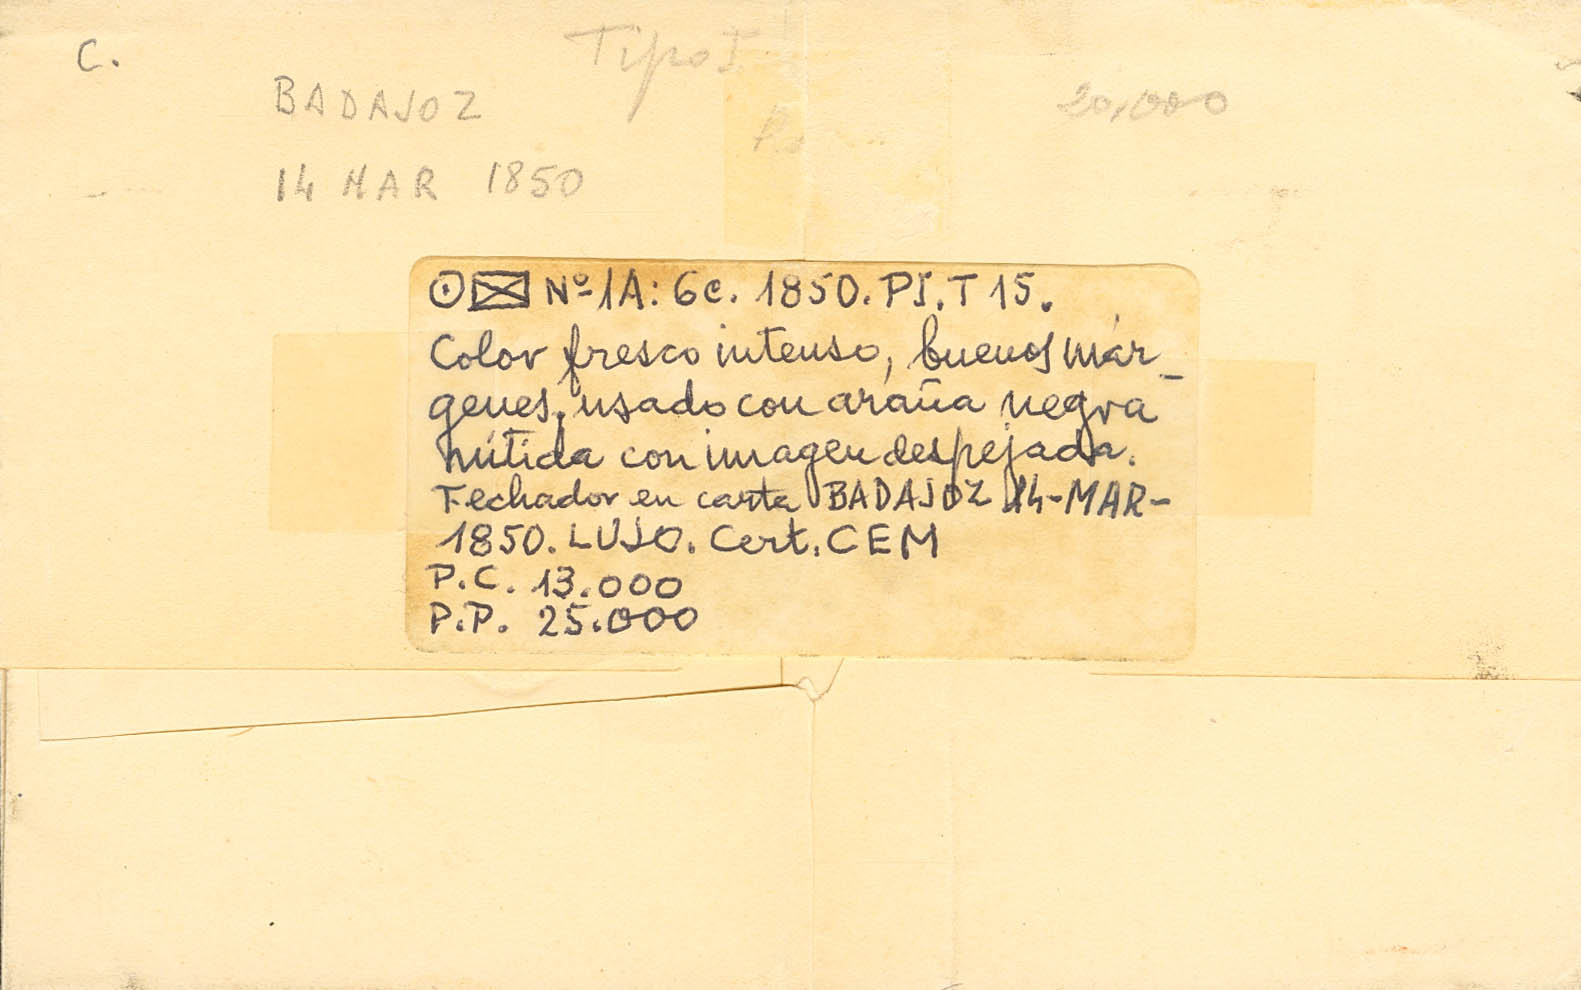 C.
Tipo I.
BADAJOZ
20,000
14 MAR 1850
Nº 1A: 6c. 1850. PI. T 15.
Color fresco intenso, buenos már_
genes, usado con araña negra
nítida con imagen despejada.
Fechador en carta BADAJOZ 14-MAR-
1850. LUJO. Cert. CEM
P.C. 13.000
P.P. 25.000